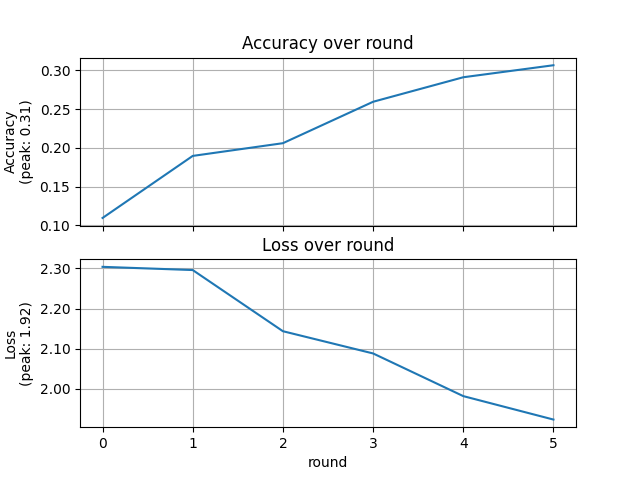 Accuracy over round
Accuracy
(peak: 0.31)
0.30
0.25
0.20
0.15
0.10
Loss over round
Loss
(peak: 1.92)
2.30
2.20
2.10
2.00
0 1 2 3 4 5
round